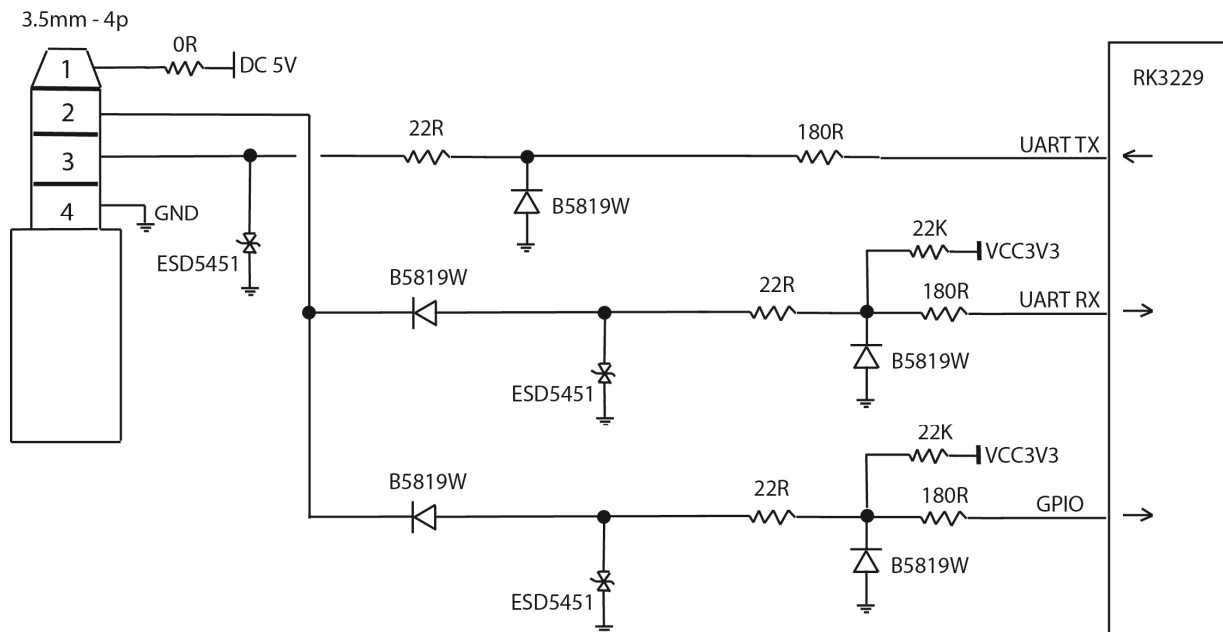 3.5mm - 4p
1
0R
DC 5V
RK3229
2
22R
180R
UART TX
3
B5819W
4
GND
22K
VCC3V3
ESD5451
B5819W
22R
180R
UART RX
ESD5451
B5819W
22K
VCC3V3
B5819W
22R
180R
GPIO
ESD5451
B5819W